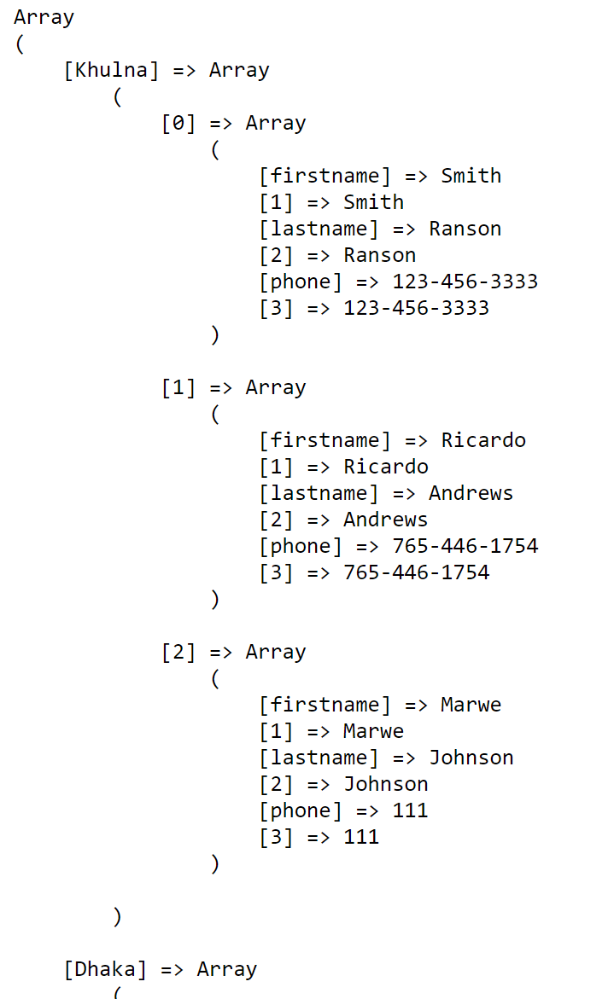 Array
(
    [Khulna] => Array
        (
            [0] => Array
                (
                    [firstname] => Smith
                    [1] => Smith
                    [lastname] => Ranson
                    [2] => Ranson
                    [phone] => 123-456-3333
                    [3] => 123-456-3333
                )

            [1] => Array
                (
                    [firstname] => Ricardo
                    [1] => Ricardo
                    [lastname] => Andrews
                    [2] => Andrews
                    [phone] => 765-446-1754
                    [3] => 765-446-1754
                )

            [2] => Array
                (
                    [firstname] => Marwe
                    [1] => Marwe
                    [lastname] => Johnson
                    [2] => Johnson
                    [phone] => 111
                    [3] => 111
                )

        )

    [Dhaka] => Array
        (